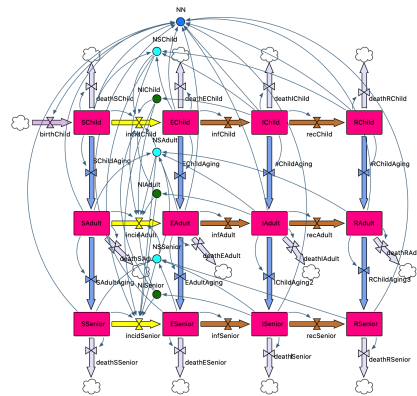 NN
NSChild
NIChild
deathSChild
deathEChild
deathIChild
deathRChild
SChild
EChild
IChild
RChild
birthChild
incidChild
infChild
recChild
NSAdult
SChildAging
EChildAging
IChildAging
RChildAging
NIAdult
SAdult
EAdult
IAdult
RAdult
incidAdult
infAdult
recAdult
NSSenior
deathSAdult
deathEAdult
deathIAdult
deathRAd
SAdultAging
EAdultAging
IChildAging2
RChildAging3
NISenior
SSenior
ESenior
ISenior
RSenior
incidSenior
infSenior
recSenior
deathSSenior
deathESenior
deathISenior
deathRSenior